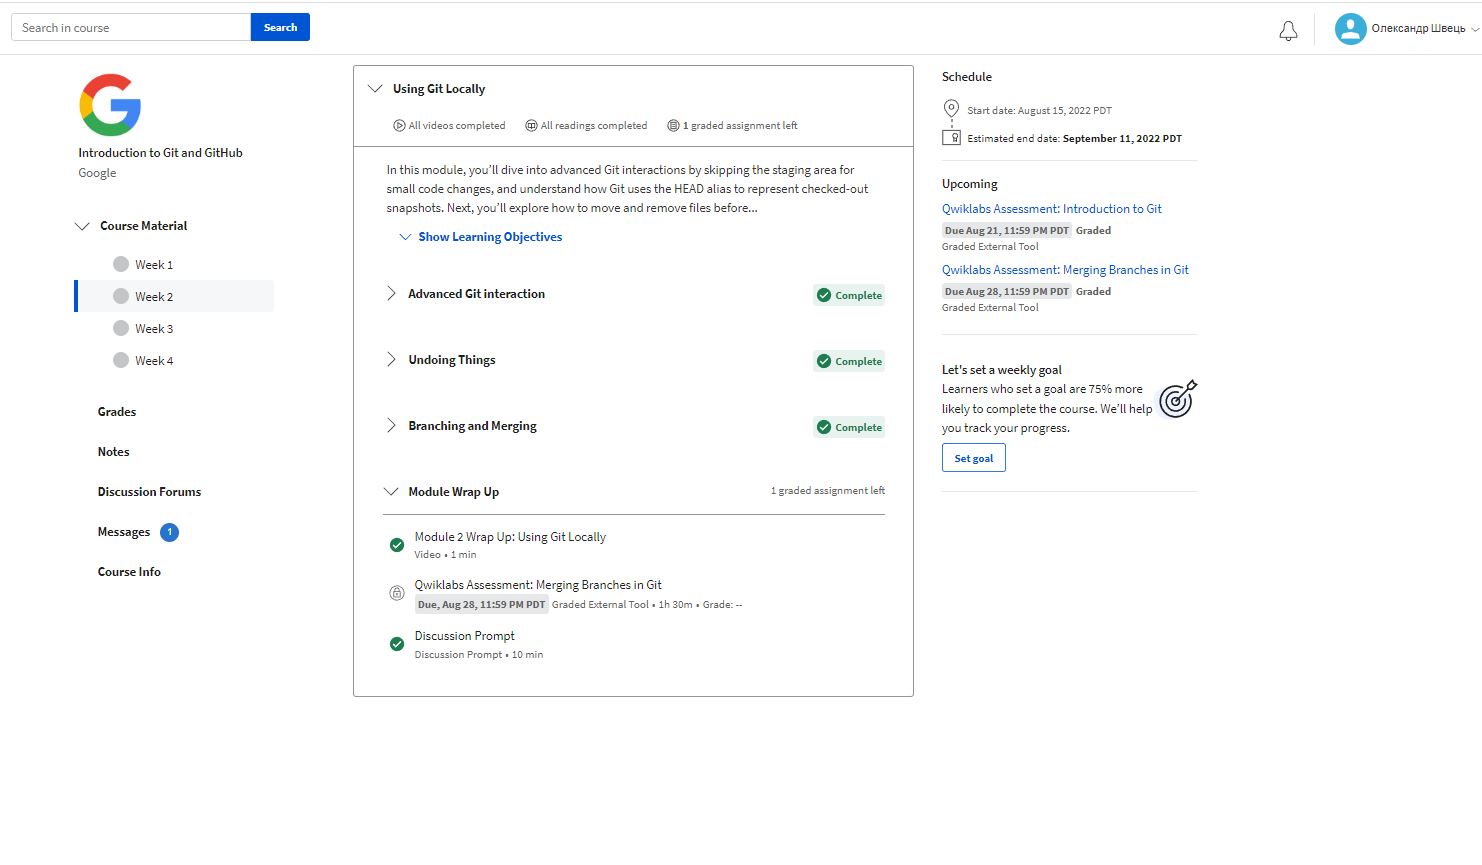 Search in course
Search
Олександр Швець
Introduction to Git and GitHub
Google
Course Material
Week 1
Week 2
Week 3
Week 4
Grades
Notes
Discussion Forums
Messages 1
Course Info
Using Git Locally
All videos completed All readings completed 1 graded assignment left
In this module, you’ll dive into advanced Git interactions by skipping the staging area for
small code changes, and understand how Git uses the HEAD alias to represent checked-out
snapshots. Next, you’ll explore how to move and remove files before...
Show Learning Objectives
Advanced Git interaction Complete
Undoing Things Complete
Branching and Merging Complete
Module Wrap Up 1 graded assignment left
Module 2 Wrap Up: Using Git Locally
Video • 1 min
Qwiklabs Assessment: Merging Branches in Git
Due, Aug 28, 11:59 PM PDT Graded External Tool • 1h 30m • Grade: --
Discussion Prompt
Discussion Prompt • 10 min
Schedule
Start date: August 15, 2022 PDT
Estimated end date: September 11, 2022 PDT
Upcoming
Qwiklabs Assessment: Introduction to Git
Due Aug 21, 11:59 PM PDT Graded
Graded External Tool
Qwiklabs Assessment: Merging Branches in Git
Due Aug 28, 11:59 PM PDT Graded
Graded External Tool
Let's set a weekly goal
Learners who set a goal are 75% more
likely to complete the course. We’ll help
you track your progress.
Set goal